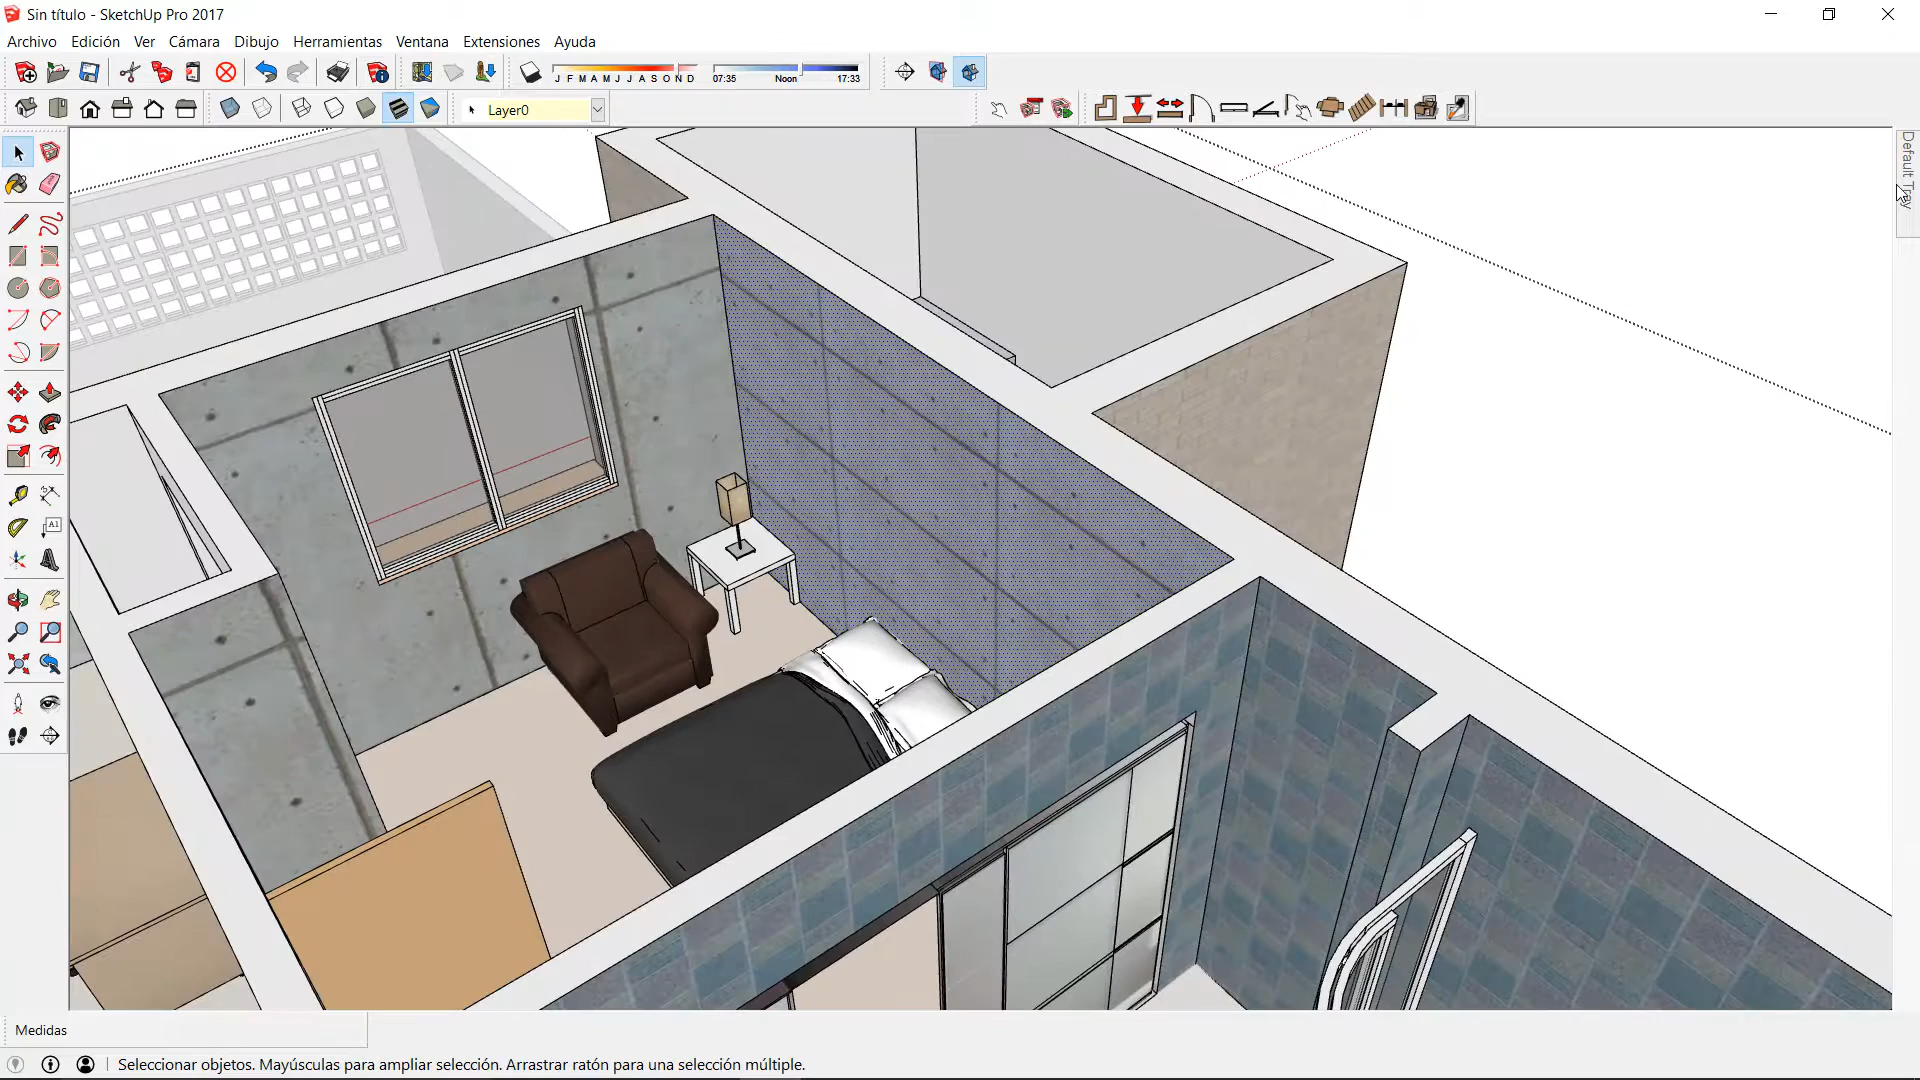 Sin título - SketchUp Pro 2017
Archivo Edición Ver Cámara Dibujo Herramientas Ventana Extensiones Ayuda
J F M A M J J A S O N D 07:35 Noon 17:33
Layer0
Default Tray
A1
Medidas
Seleccionar objetos. Mayúsculas para ampliar selección. Arrastrar ratón para una selección múltiple.